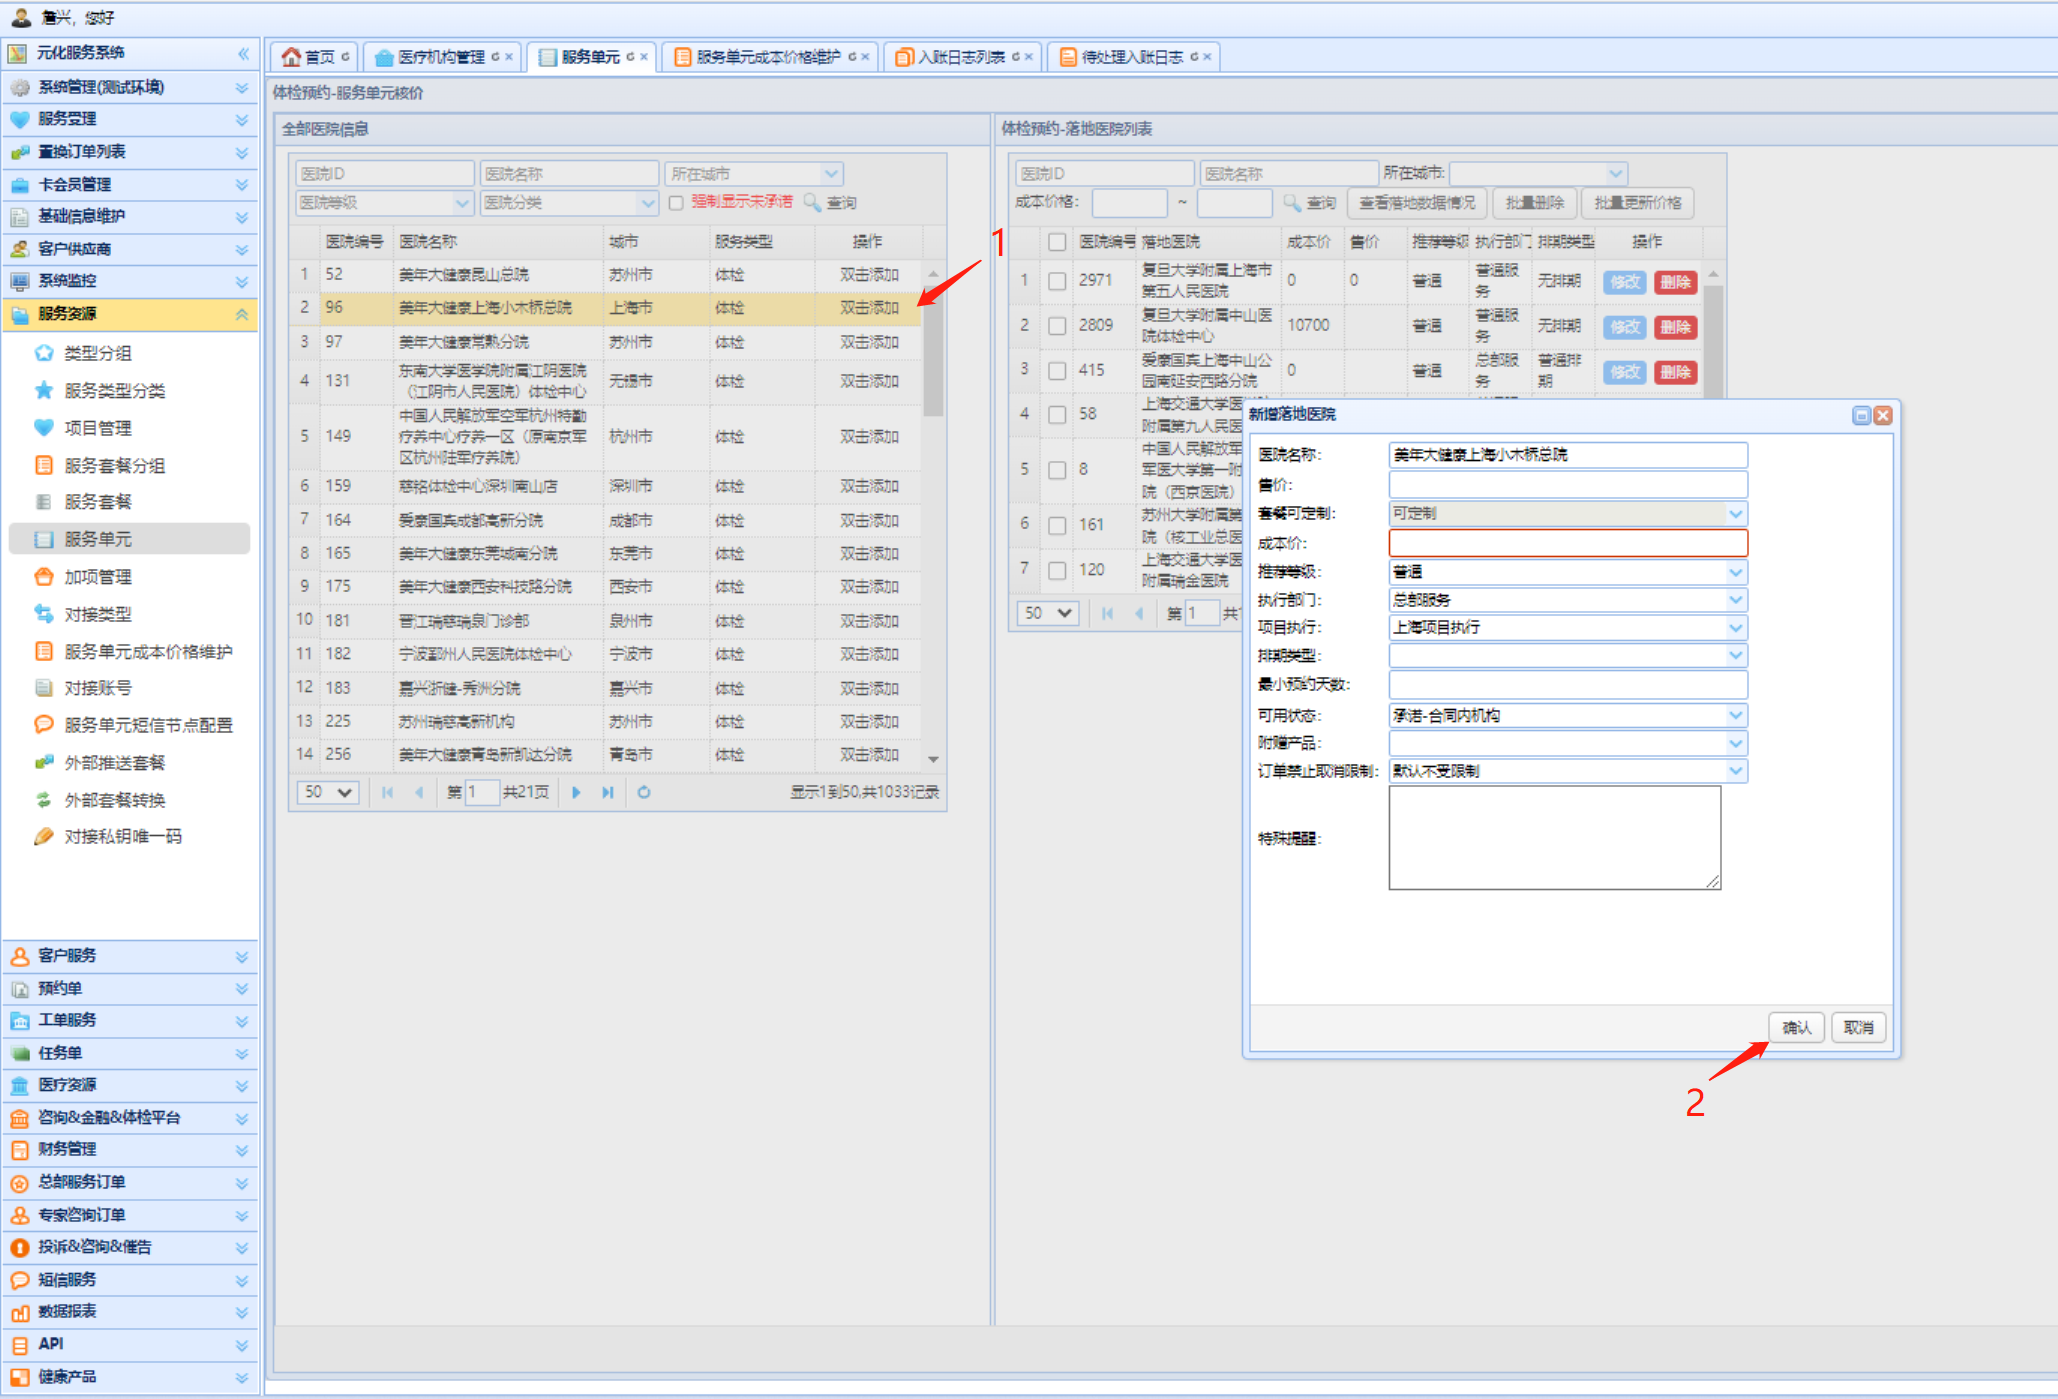 詹兴，您好
元化服务系统
系统管理(测试环境)
服务受理
置换订单列表
卡会员管理
基础信息维护
客户供应商
系统监控
服务资源
类型分组
服务类型分类
项目管理
服务套餐分组
服务套餐
服务单元
加项管理
对接类型
服务单元成本价格维护
对接账号
服务单元短信节点配置
外部推送套餐
外部套餐转换
对接私钥唯一码
客户服务
预约单
工单服务
任务单
医疗资源
咨询&金融&体检平台
财务管理
总部服务订单
专家咨询订单
投诉&咨询&催告
短信服务
数据报表
API
健康产品
首页 医疗机构管理 服务单元 服务单元成本价格维护 入账日志列表 待处理入账日志
体检预约-服务单元核价
全部医院信息
医院ID 医院名称 所在城市
医院等级 医院分类 强制显示未承诺 查询
医院编号 医院名称 城市 服务类型 操作
1 52 美年大健康昆山总院 苏州市 体检 双击添加
2 96 美年大健康上海小木桥总院 上海市 体检 双击添加
3 97 美年大健康常熟分院 苏州市 体检 双击添加
4 131 东南大学医学院附属江阴医院（江阴市人民医院）体检中心 无锡市 体检 双击添加
5 149 中国人民解放军空军杭州特勤疗养中心疗养一区（原南京军区杭州陆军疗养院） 杭州市 体检 双击添加
6 159 慈铭体检中心深圳南山店 深圳市 体检 双击添加
7 164 爱康国宾成都高新分院 成都市 体检 双击添加
8 165 美年大健康东莞城南分院 东莞市 体检 双击添加
9 175 美年大健康西安科技路分院 西安市 体检 双击添加
10 181 晋江瑞慈瑞泉门诊部 泉州市 体检 双击添加
11 182 宁波鄞州人民医院体检中心 宁波市 体检 双击添加
12 183 嘉兴浙健-秀洲分院 嘉兴市 体检 双击添加
13 225 苏州瑞慈高新机构 苏州市 体检 双击添加
14 256 美年大健康青岛新凯达分院 青岛市 体检 双击添加
50 第 1 共21页 显示1到50,共1033记录
1
体检预约-落地医院列表
医院ID 医院名称 所在城市:
成本价格: ~ 查询 查看落地数据情况 批量删除 批量更新价格
医院编号 落地医院 成本价 售价 推荐等级 执行部门 排期类型 操作
1 2971 复旦大学附属上海市第五人民医院 0 0 普通 普通服务 无排期 修改 删除
2 2809 复旦大学附属中山医院体检中心 10700 普通 普通服务 无排期 修改 删除
3 415 爱康国宾上海中山公园南延安西路分院 0 普通 总部服务 普通排期 修改 删除
4 58 上海交通大学医
附属第九人民医
5 8 中国人民解放军
军医大学第一附
院（西京医院）
6 161 苏州大学附属第
院（核工业总医
7 120 上海交通大学医
附属瑞金医院
50 第 1 共
新增落地医院
医院名称: 美年大健康上海小木桥总院
售价:
套餐可定制: 可定制
成本价:
推荐等级: 普通
执行部门: 总部服务
项目执行: 上海项目执行
排期类型:
最小预约天数:
可用状态: 承诺-合同内机构
附赠产品:
订单禁止取消限制: 默认不受限制
特殊提醒:
确认 取消
2